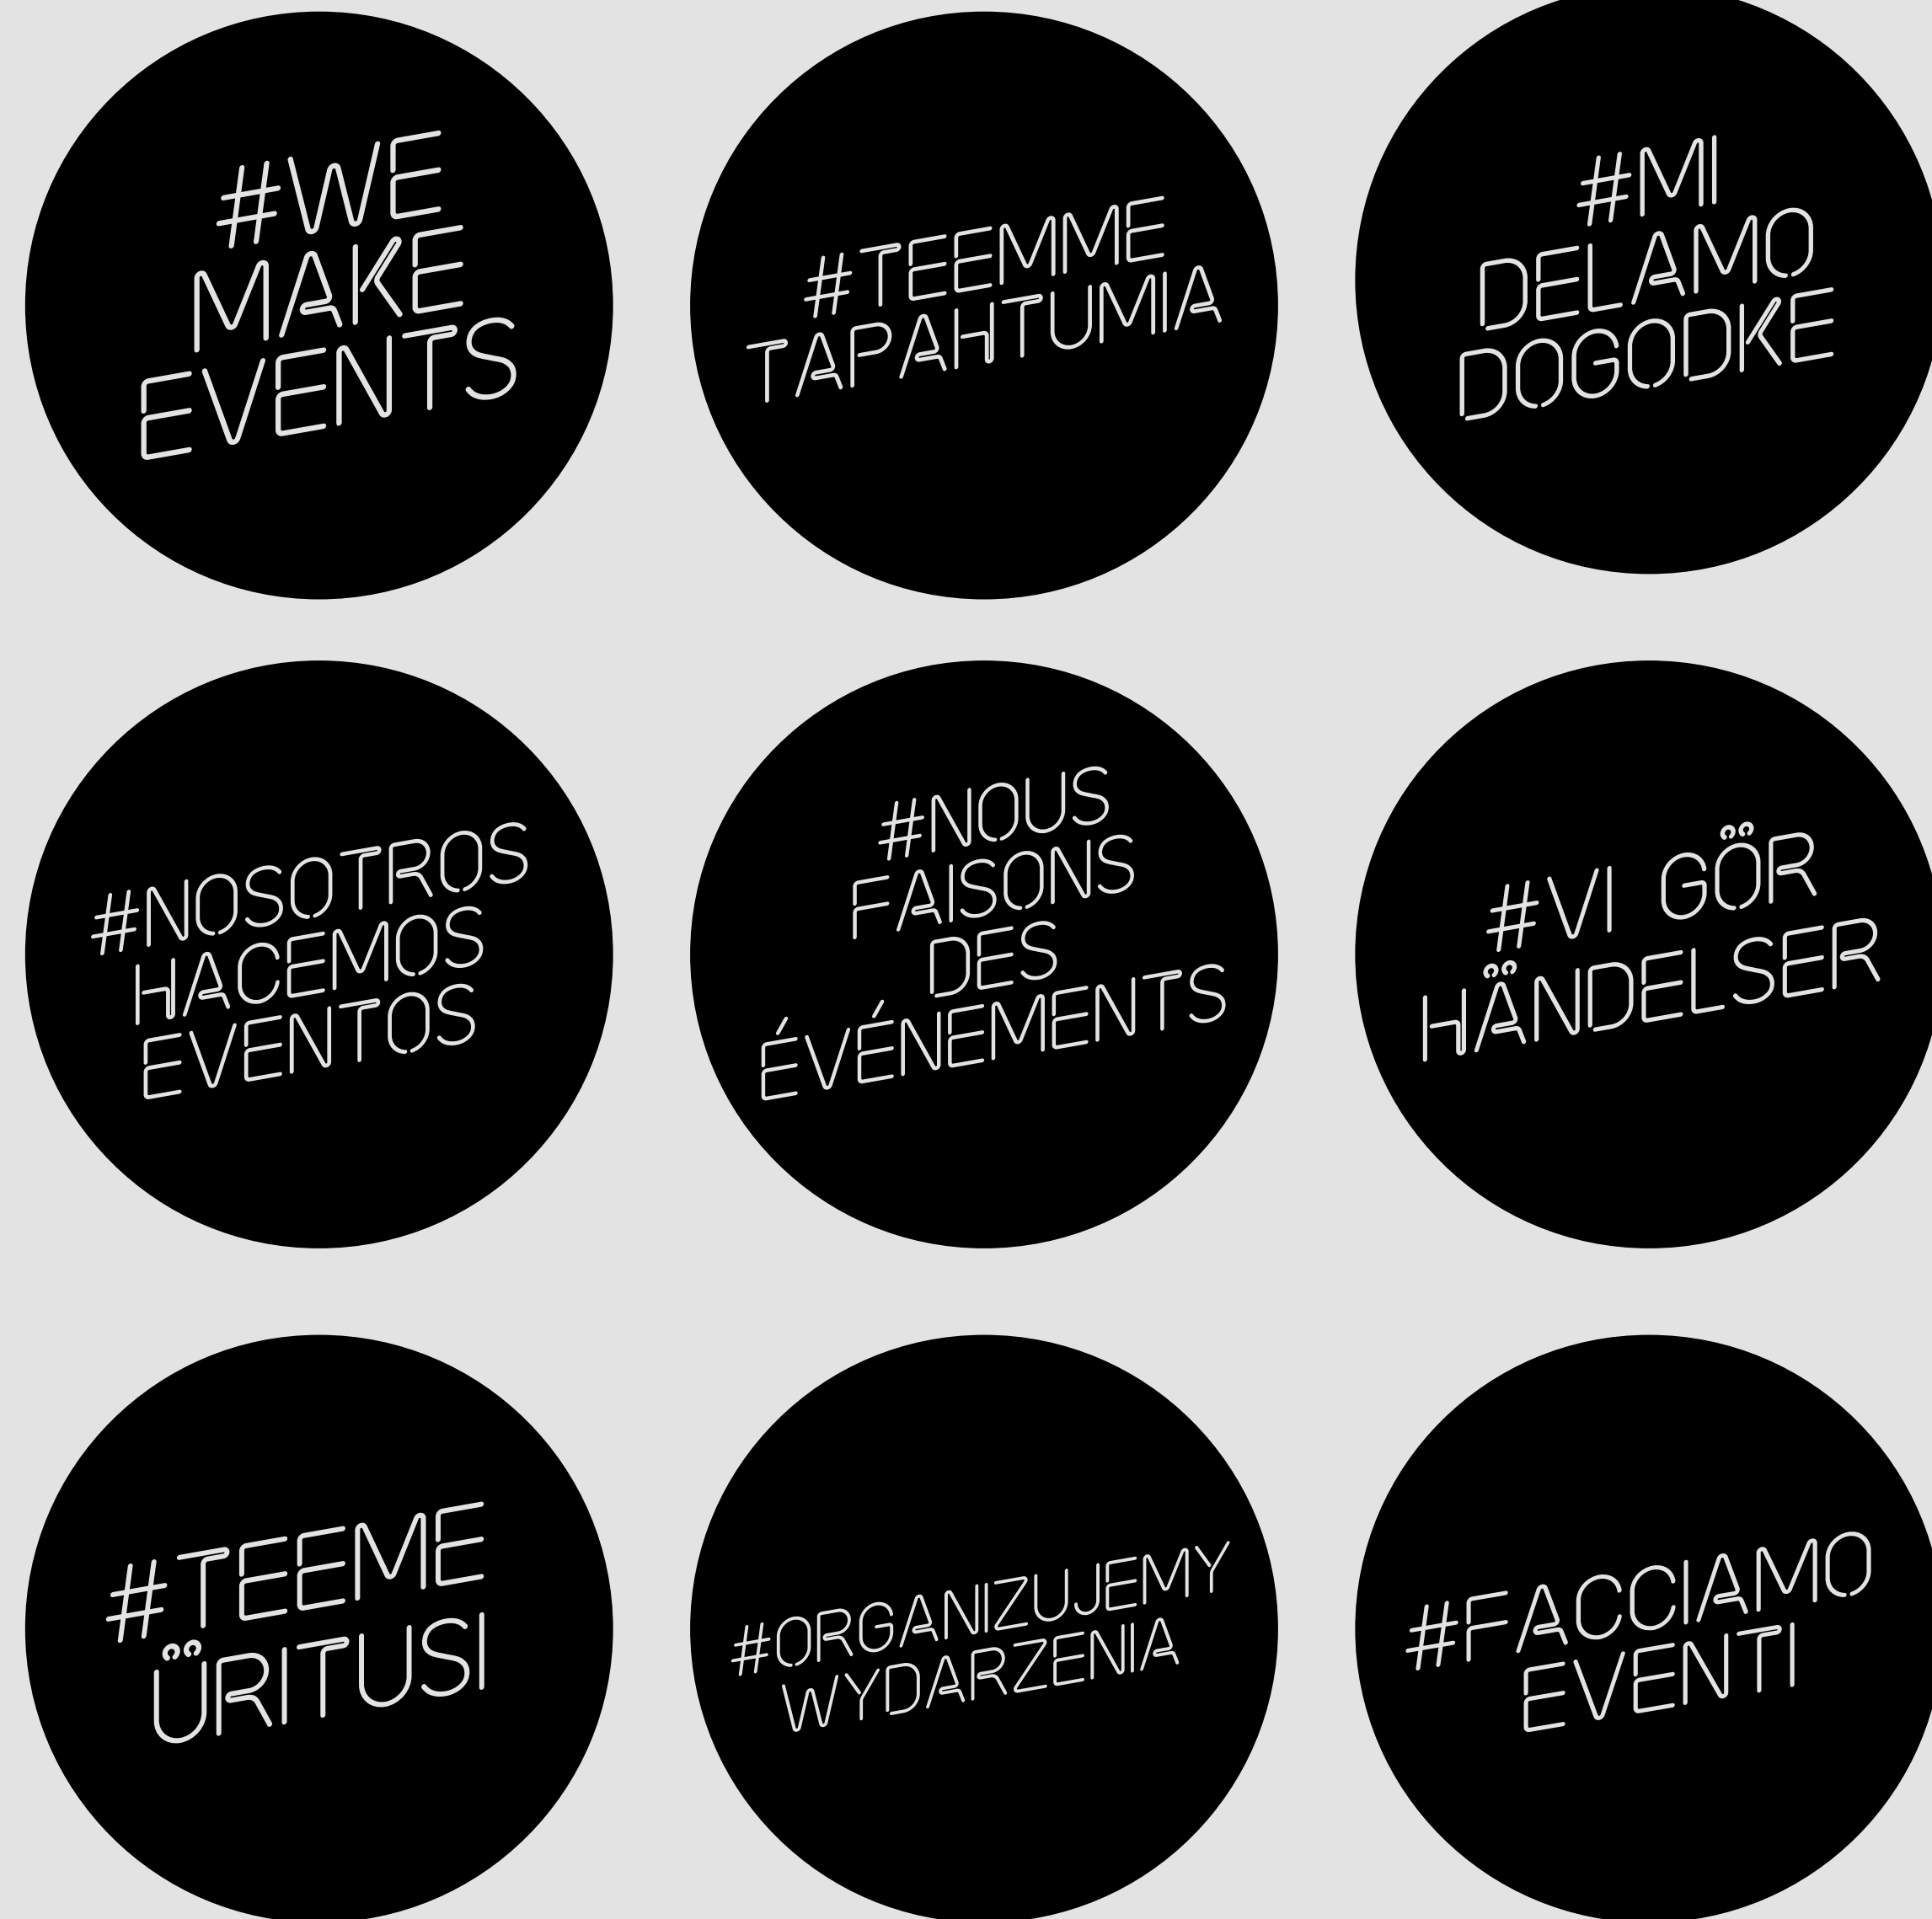 #WE
MAKE
EVENTS
#TEEMME
TAPAHTUMIA
#MI
DELAMO
DOGODKE
#NOSOTROS
HACEMOS
EVENTOS
#NOUS
FAISONS
DES
ÉVÉNEMENTS
#VI GÖR
HÄNDELSER
#TEEME
ÜRITUSI
#ORGANIZUJEMY
WYDARZENIA
#FACCIAMO
EVENTI